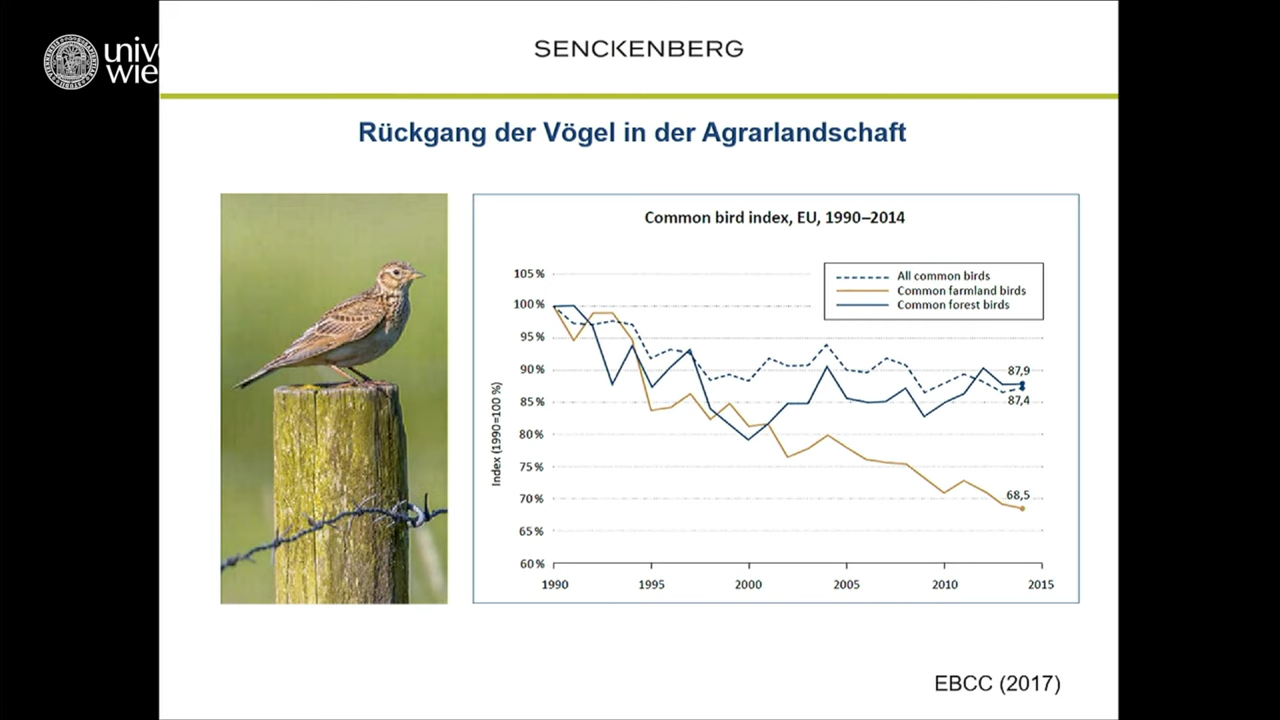 univ
wie
SENCKENBERG
Rückgang der Vögel in der Agrarlandschaft
Common bird index, EU, 1990–2014
All common birds
Common farmland birds
Common forest birds
Index (1990=100 %)
105 %
100 %
95 %
90 %
85 %
80 %
75 %
70 %
65 %
60 %
87,9
87,4
68,5
1990
1995
2000
2005
2010
2015
EBCC (2017)